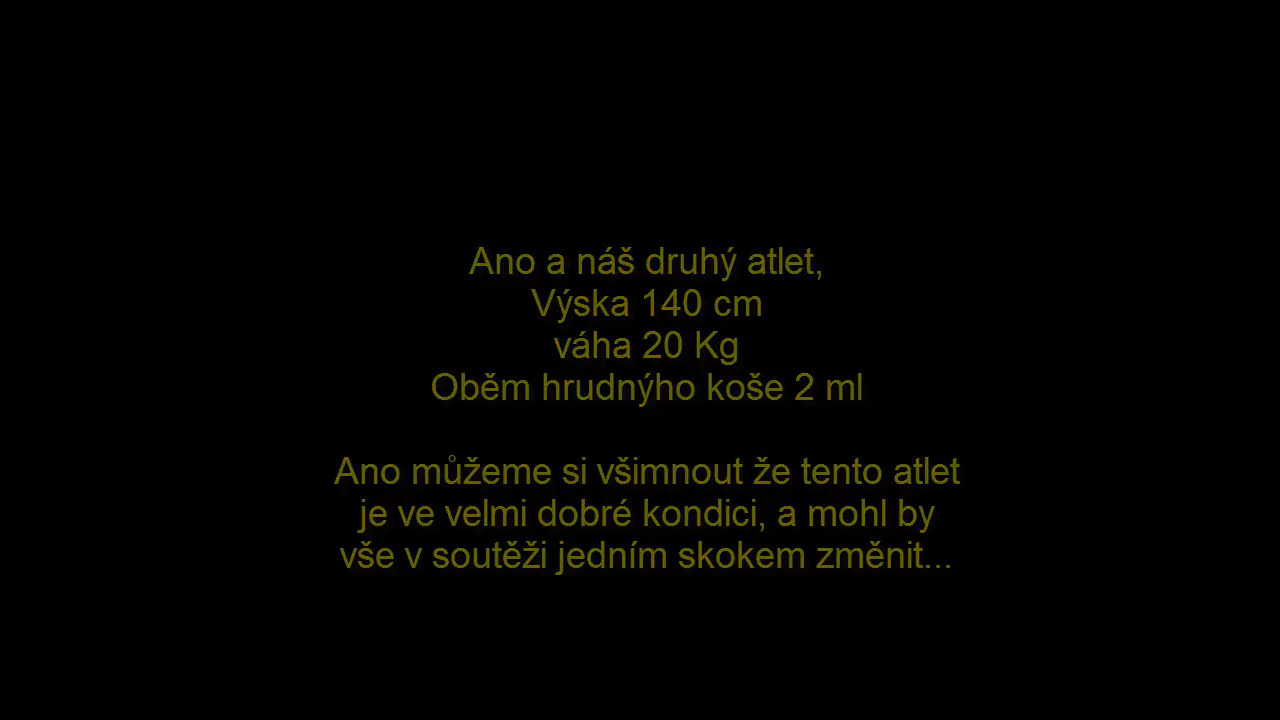 Ano a náš druhý atlet,
Výska 140 cm
váha 20 Kg
Oběm hrudnýho koše 2 ml
Ano můžeme si všimnout že tento atlet
je ve velmi dobré kondici, a mohl by
vše v soutěži jedním skokem změnit...